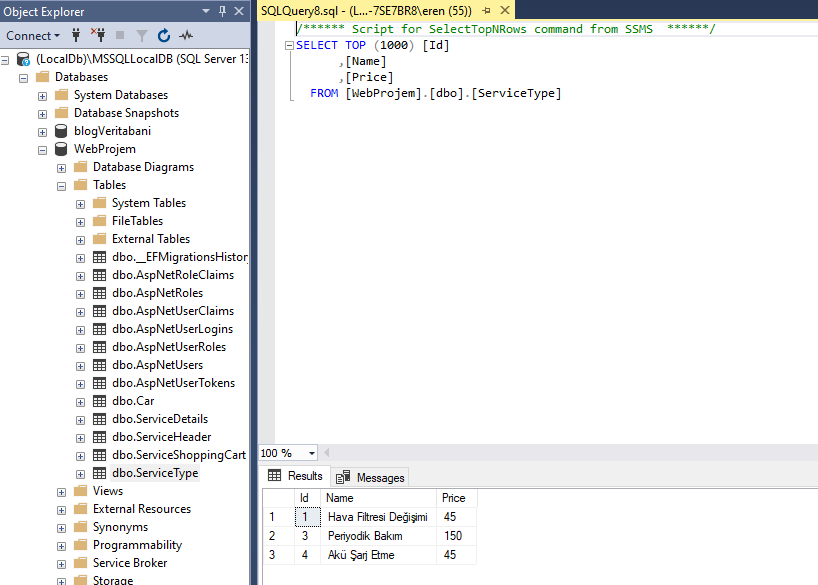 Object Explorer
Connect
(LocalDb)\MSSQLLocalDB (SQL Server 13
Databases
System Databases
Database Snapshots
blogVeritabani
WebProjem
Database Diagrams
Tables
System Tables
FileTables
External Tables
dbo.__EFMigrationsHistor
dbo.AspNetRoleClaims
dbo.AspNetRoles
dbo.AspNetUserClaims
dbo.AspNetUserLogins
dbo.AspNetUserRoles
dbo.AspNetUsers
dbo.AspNetUserTokens
dbo.Car
dbo.ServiceDetails
dbo.ServiceHeader
dbo.ServiceShoppingCart
dbo.ServiceType
Views
External Resources
Synonyms
Programmability
Service Broker
Storage
SQLQuery8.sql - (L...-7SE7BR8\eren (55))
/****** Script for SelectTopNRows command from SSMS  ******/
SELECT TOP (1000) [Id]
,[Name]
,[Price]
FROM [WebProjem].[dbo].[ServiceType]
100 %
Results Messages
Id Name Price
1 1 Hava Filtresi Değişimi 45
2 3 Periyodik Bakım 150
3 4 Akü Şarj Etme 45